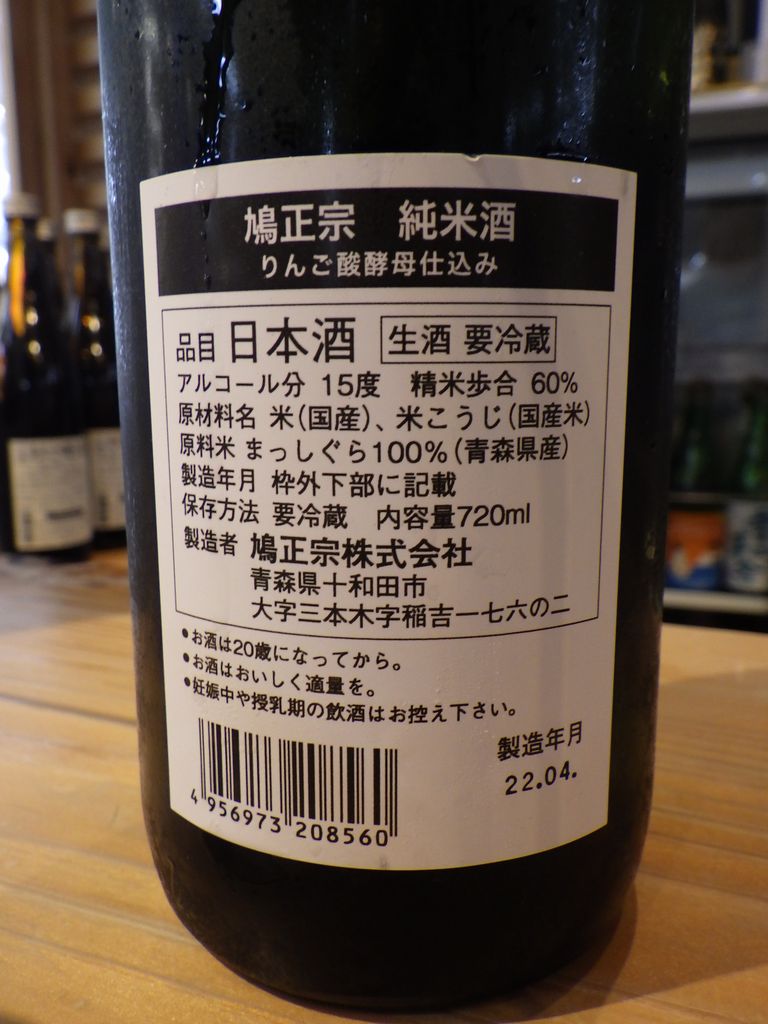 鳩正宗 純米酒
りんご酸酵母仕込み
品目 日本酒 生酒 要冷蔵
アルコール分 15度 精米歩合 60%
原材料名 米(国産)、米こうじ(国産米)
原料米 まっしぐら100%(青森県産)
製造年月 枠外下部に記載
保存方法 要冷蔵 内容量720ml
製造者 鳩正宗株式会社
青森県十和田市
大字三本木字稲吉一七六の二
●お酒は20歳になってから。
●お酒はおいしく適量を。
●妊娠中や授乳期の飲酒はお控え下さい。
製造年月
22.04.
4 956973 208560